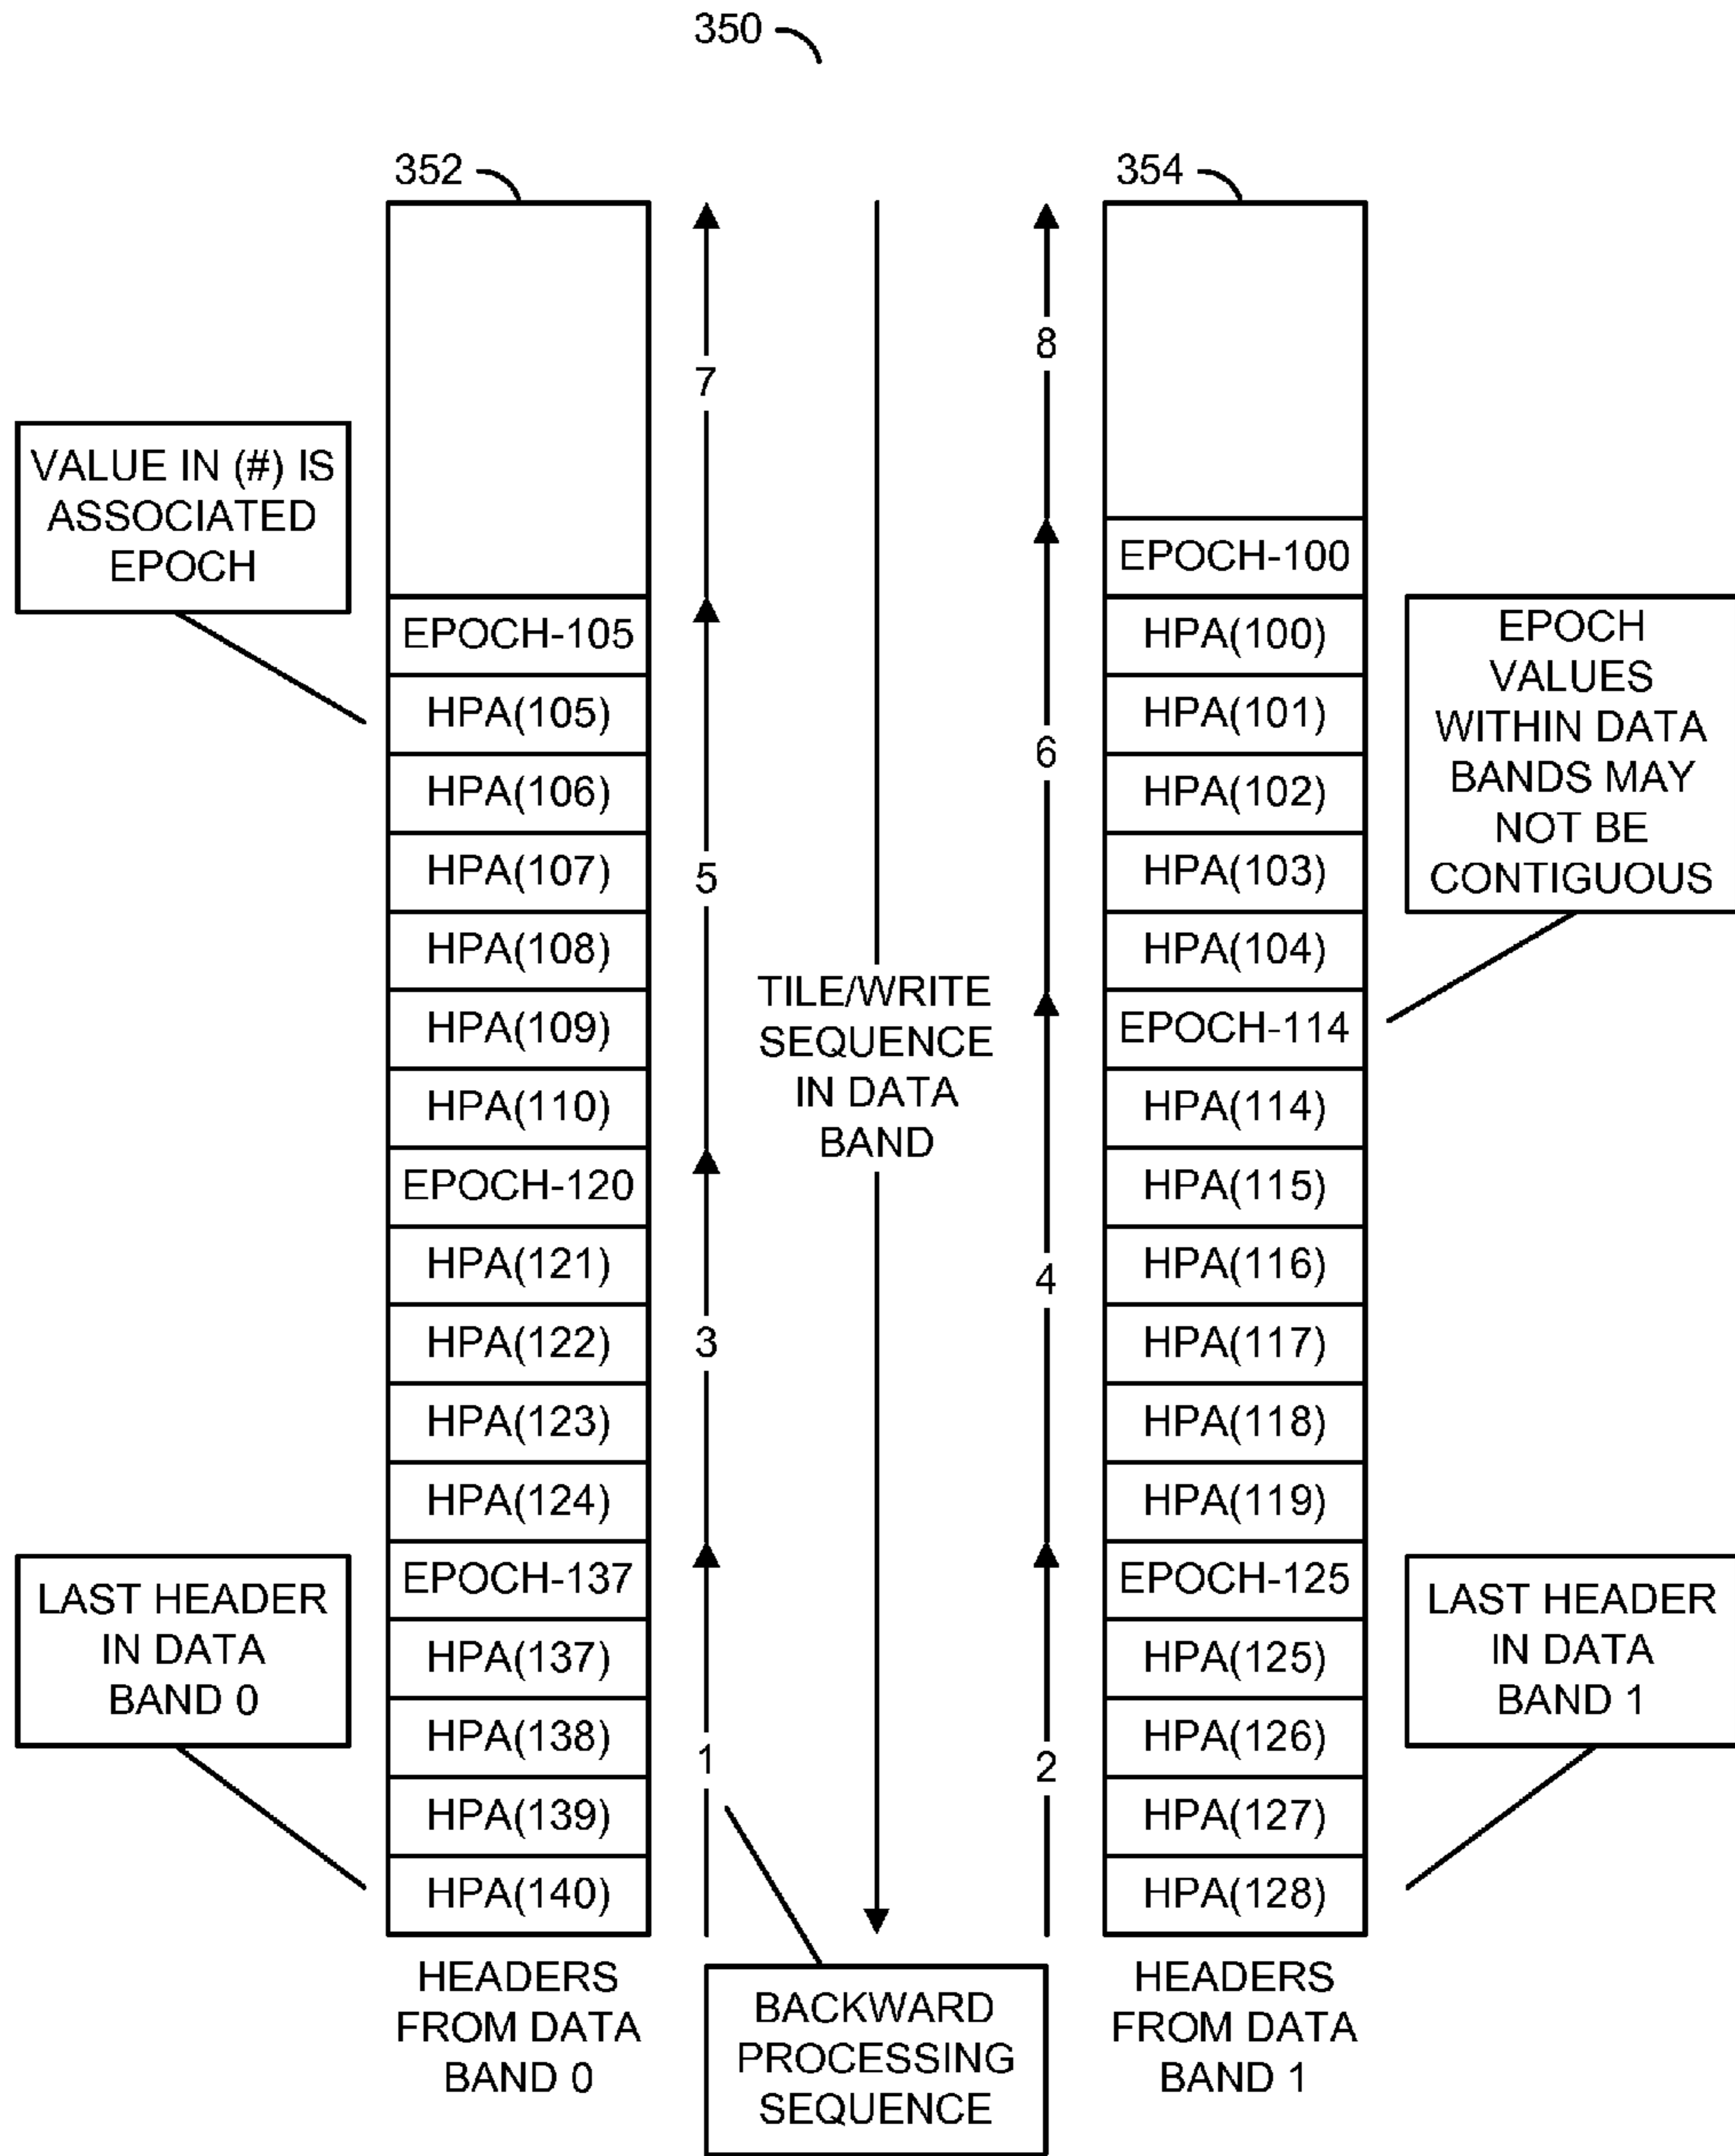 350
352
354
7
8
VALUE IN (#) IS
ASSOCIATED
EPOCH
EPOCH-105
HPA(105)
HPA(106)
HPA(107)
HPA(108)
HPA(109)
HPA(110)
EPOCH-120
HPA(121)
HPA(122)
HPA(123)
HPA(124)
EPOCH-137
HPA(137)
HPA(138)
HPA(139)
HPA(140)
HEADERS
FROM DATA
BAND 0
LAST HEADER
IN DATA
BAND 0
5
3
1
TILE/WRITE
SEQUENCE
IN DATA
BAND
6
4
2
BACKWARD
PROCESSING
SEQUENCE
EPOCH-100
HPA(100)
HPA(101)
HPA(102)
HPA(103)
HPA(104)
EPOCH-114
HPA(114)
HPA(115)
HPA(116)
HPA(117)
HPA(118)
HPA(119)
EPOCH-125
HPA(125)
HPA(126)
HPA(127)
HPA(128)
HEADERS
FROM DATA
BAND 1
EPOCH
VALUES
WITHIN DATA
BANDS MAY
NOT BE
CONTIGUOUS
LAST HEADER
IN DATA
BAND 1